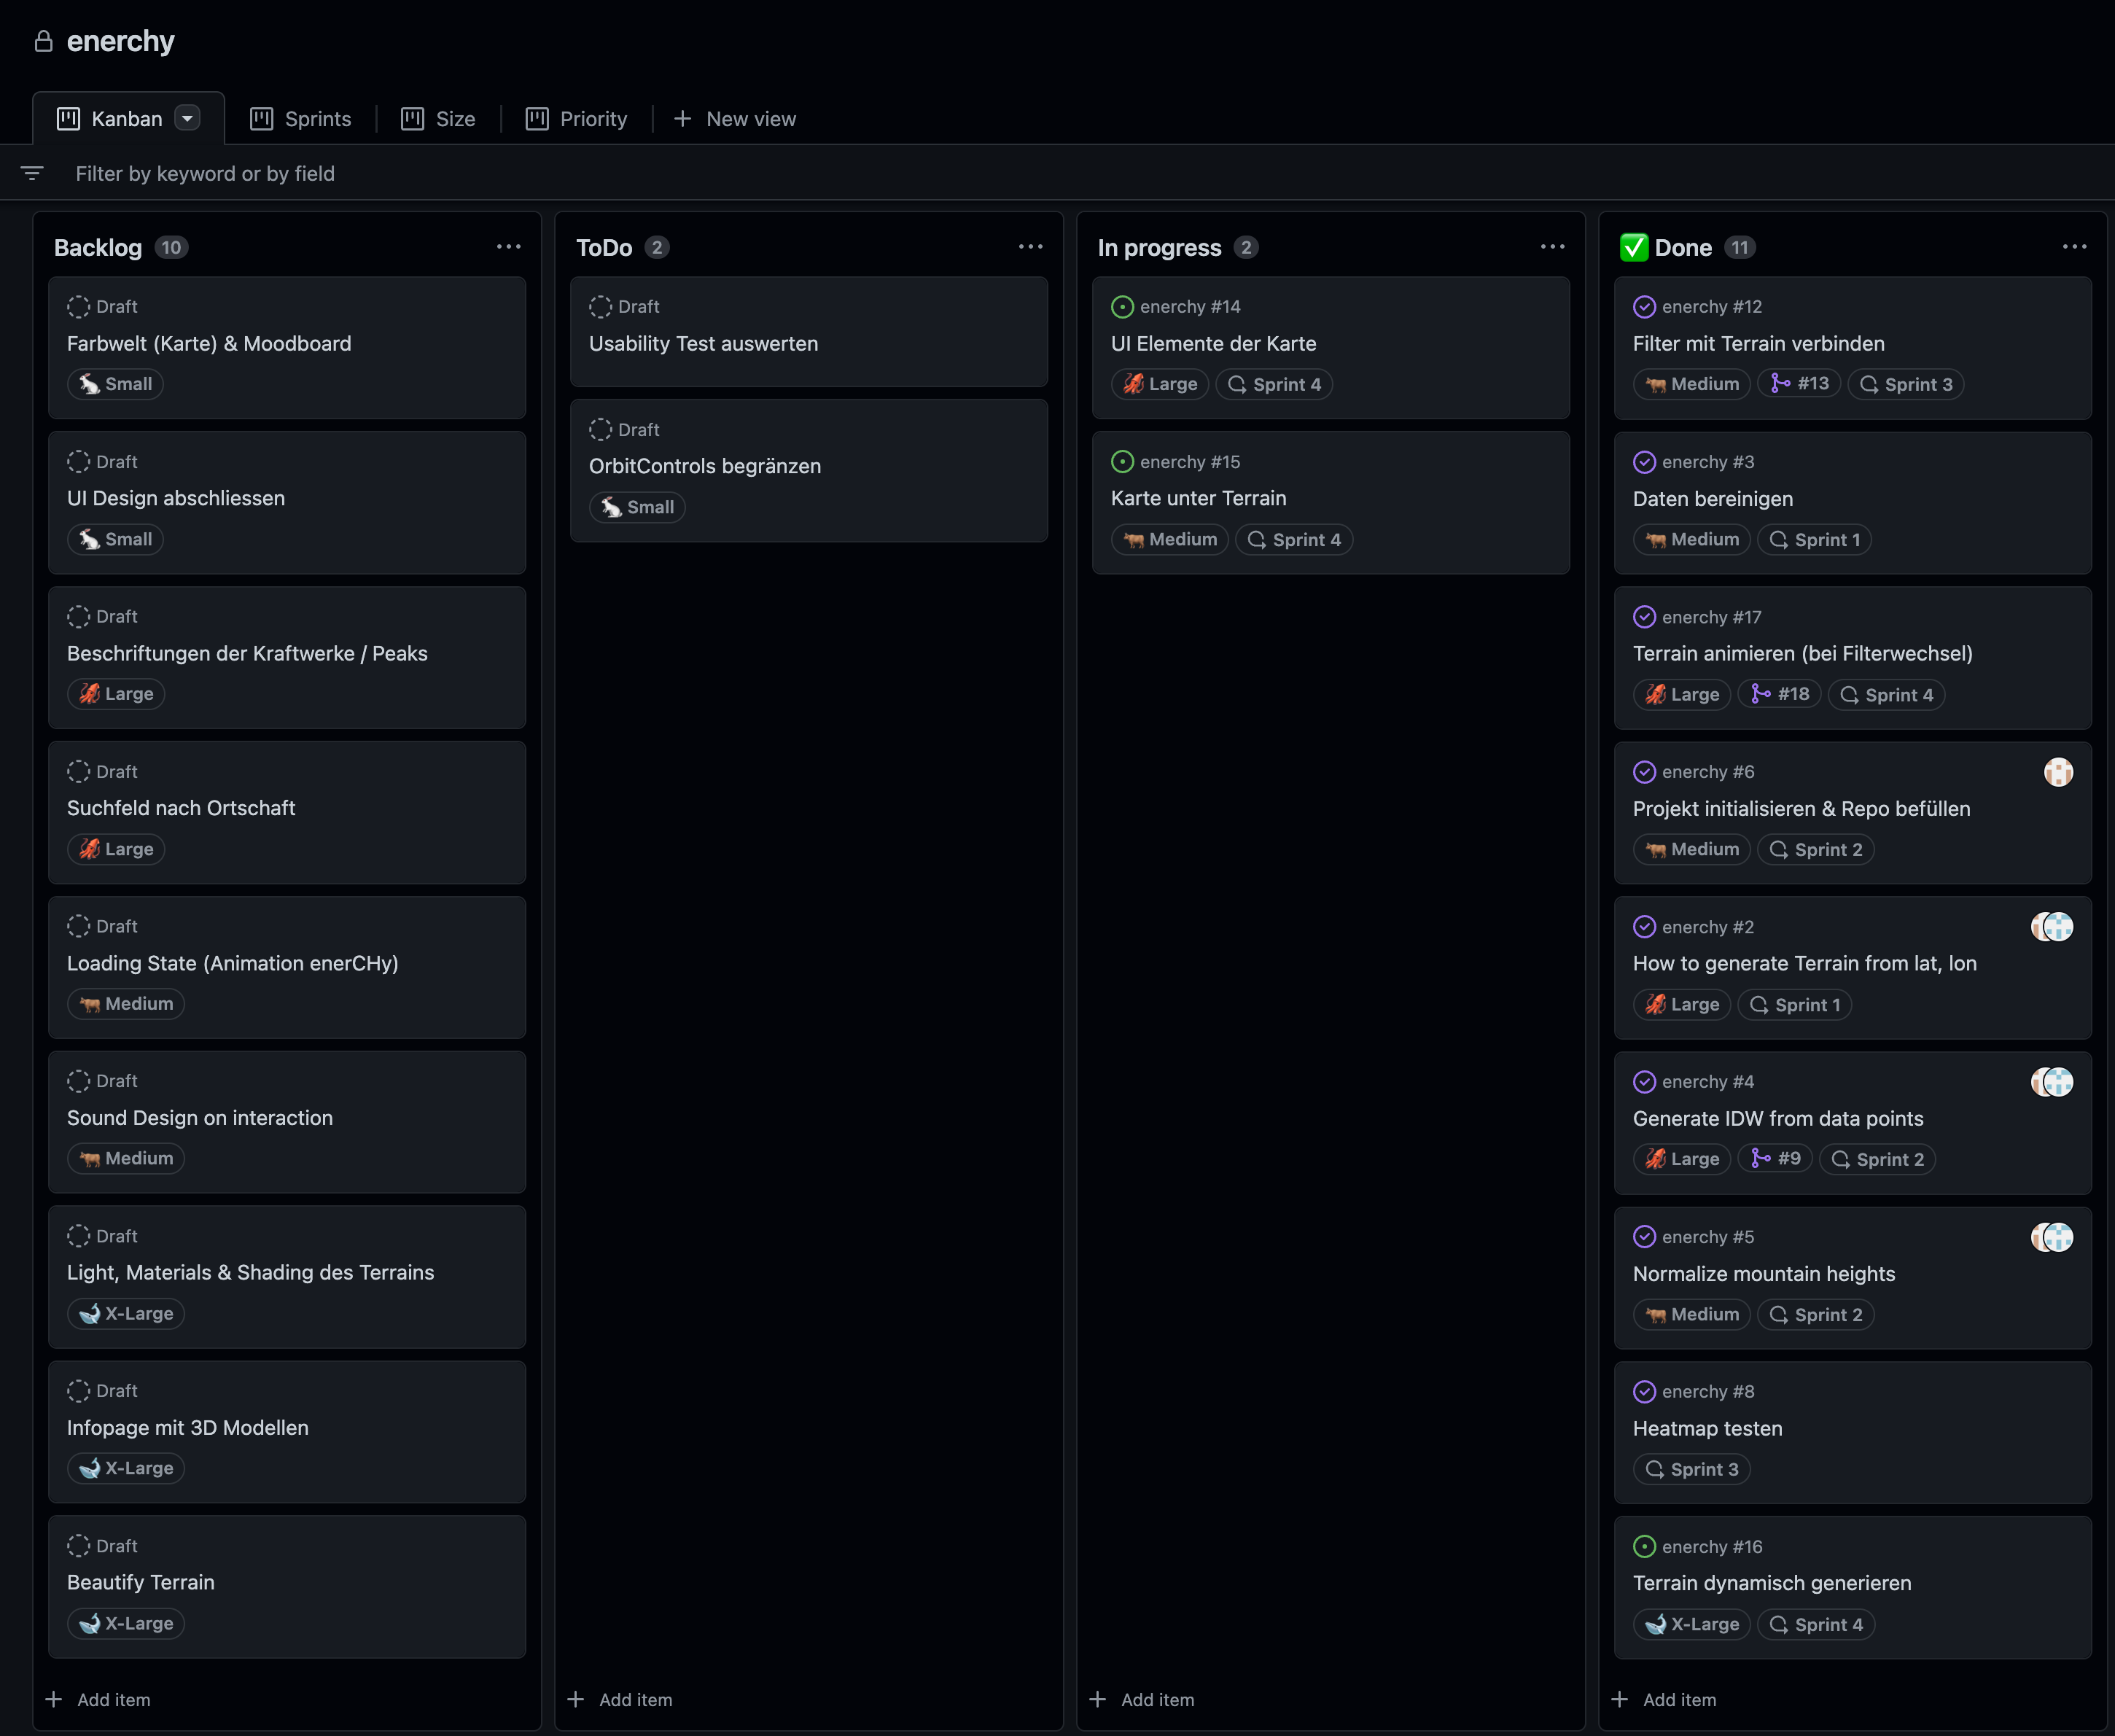 enerchy
Kanban
Sprints
Size
Priority
New view
Filter by keyword or by field
Backlog 10
Draft
Farbwelt (Karte) & Moodboard
Small
Draft
UI Design abschliessen
Small
Draft
Beschriftungen der Kraftwerke / Peaks
Large
Draft
Suchfeld nach Ortschaft
Large
Draft
Loading State (Animation enerCHy)
Medium
Draft
Sound Design on interaction
Medium
Draft
Light, Materials & Shading des Terrains
X-Large
Draft
Infopage mit 3D Modellen
X-Large
Draft
Beautify Terrain
X-Large
Add item
ToDo 2
Draft
Usability Test auswerten
Draft
OrbitControls begränzen
Small
Add item
In progress 2
enerchy #14
UI Elemente der Karte
Large Sprint 4
enerchy #15
Karte unter Terrain
Medium Sprint 4
Add item
✅ Done 11
enerchy #12
Filter mit Terrain verbinden
Medium #13 Sprint 3
enerchy #3
Daten bereinigen
Medium Sprint 1
enerchy #17
Terrain animieren (bei Filterwechsel)
Large #18 Sprint 4
enerchy #6
Projekt initialisieren & Repo befüllen
Medium Sprint 2
enerchy #2
How to generate Terrain from lat, lon
Large Sprint 1
enerchy #4
Generate IDW from data points
Large #9 Sprint 2
enerchy #5
Normalize mountain heights
Medium Sprint 2
enerchy #8
Heatmap testen
Sprint 3
enerchy #16
Terrain dynamisch generieren
X-Large Sprint 4
Add item